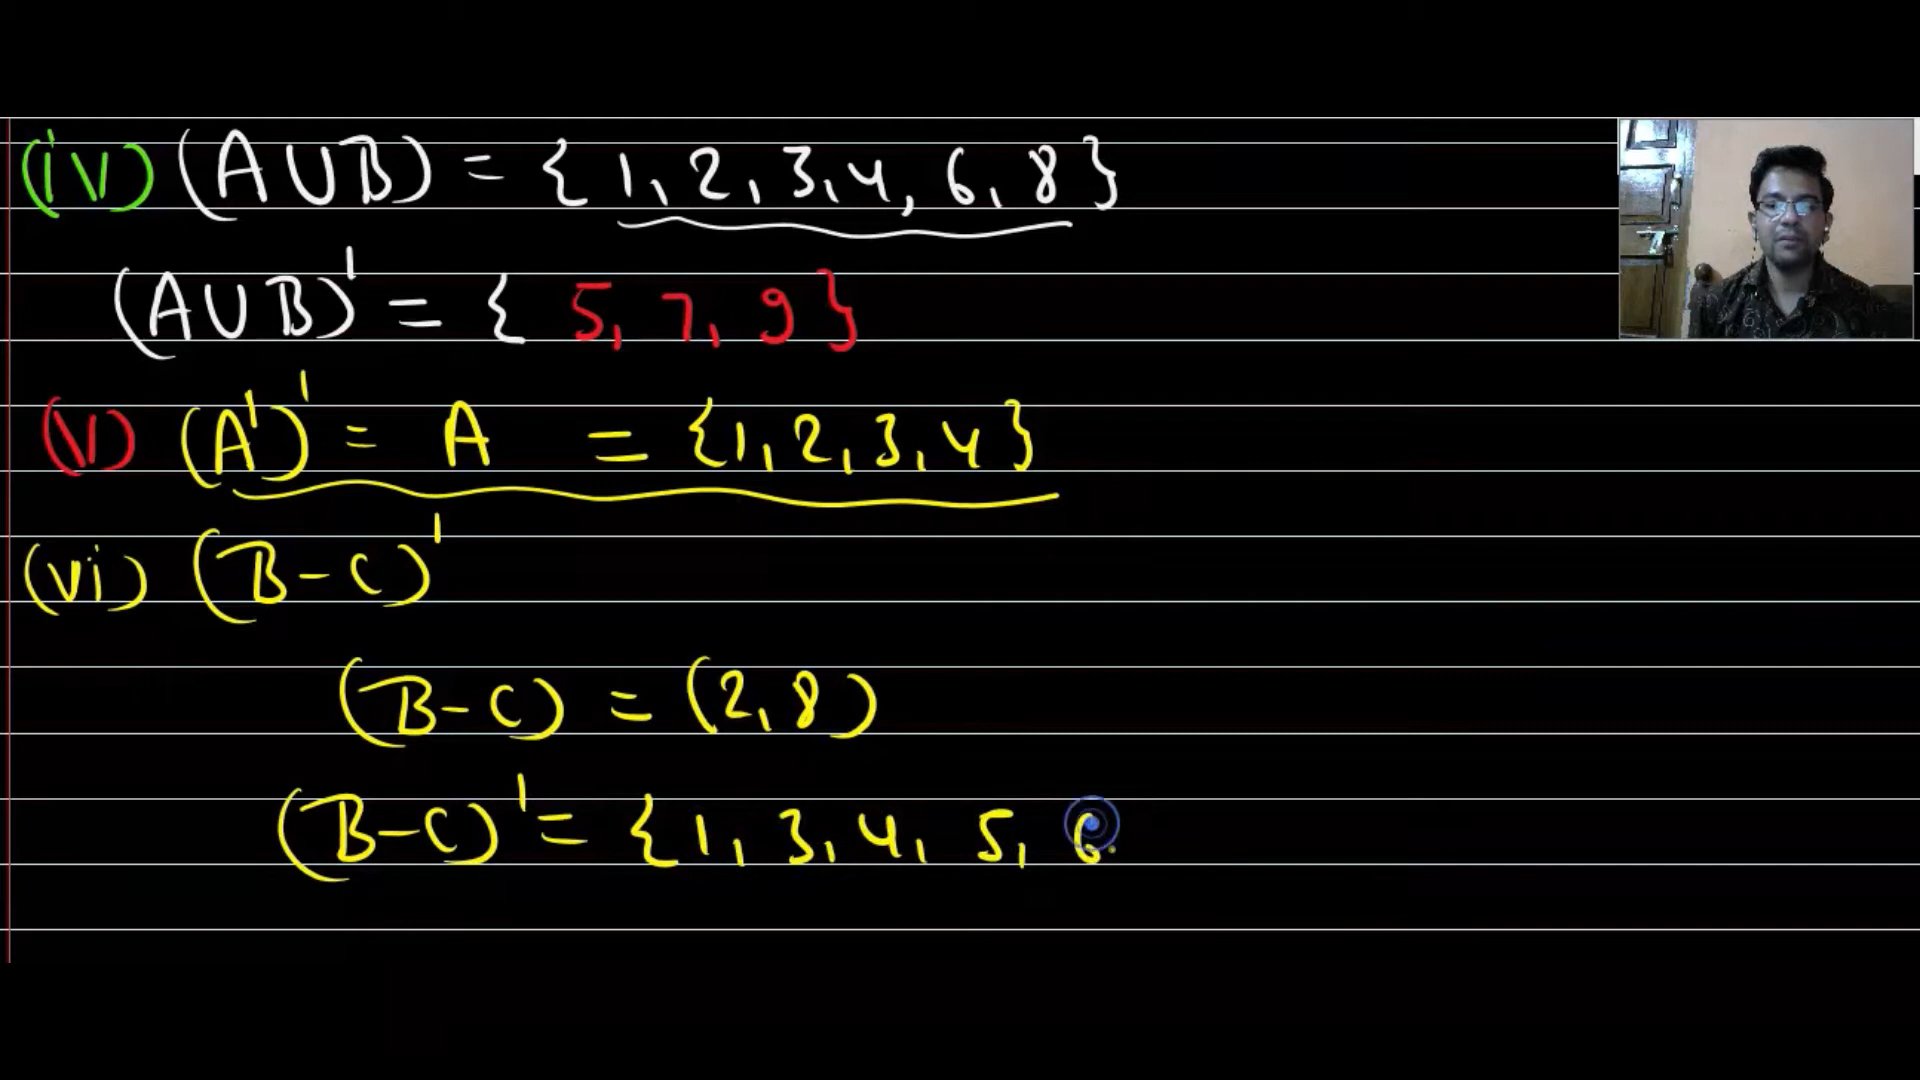 (iv) (A∪B) = { 1, 2, 3, 4, 6, 8 }
(A∪B)' = { 5, 7, 9 }
(v) (A')' = A = {1, 2, 3, 4}
(vi) (B-C)'
(B-C) = (2, 8)
(B-C)' = { 1, 3, 4, 5, 6